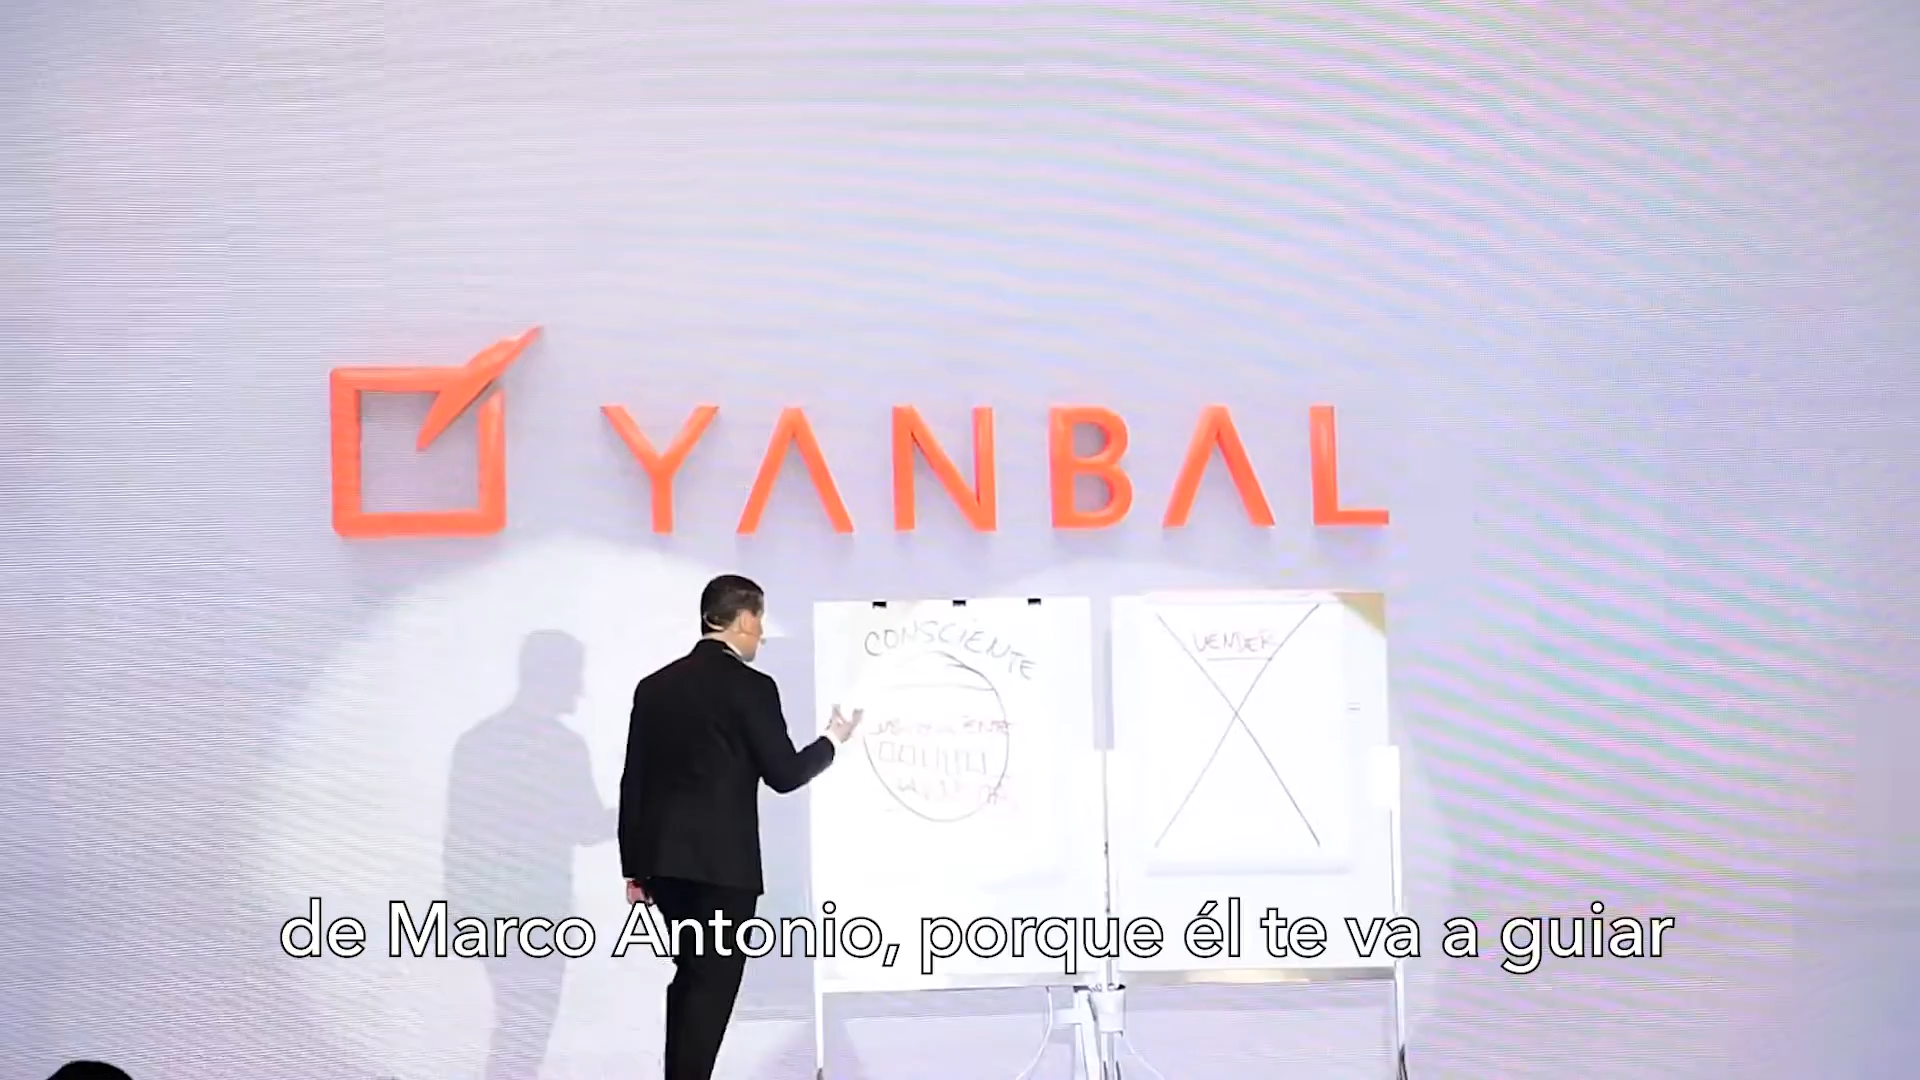 YANBAL
CONSCIENTE
VENDER
de Marco Antonio, porque él te va a guiar